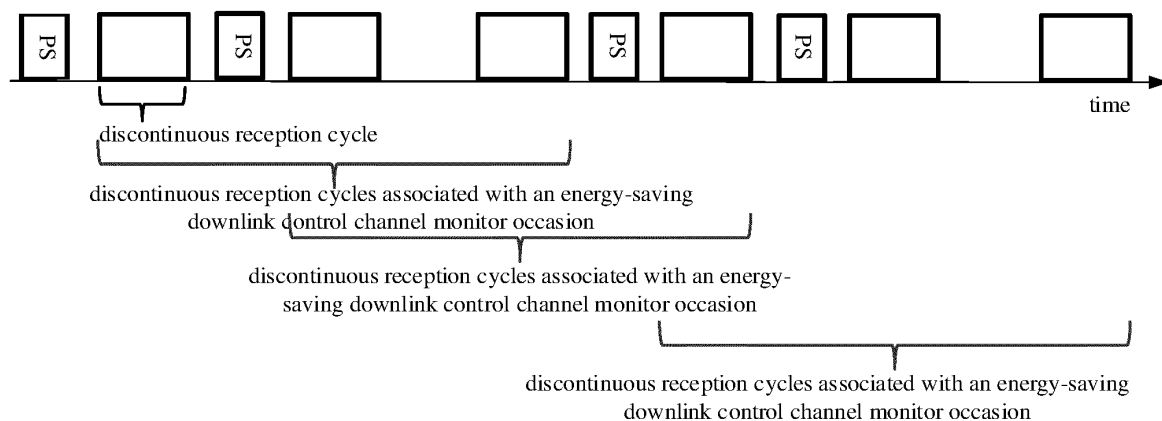 PS
PS
PS
PS
time
discontinuous reception cycle
discontinuous reception cycles associated with an energy-saving
downlink control channel monitor occasion
discontinuous reception cycles associated with an energy-
saving downlink control channel monitor occasion
discontinuous reception cycles associated with an energy-saving
downlink control channel monitor occasion